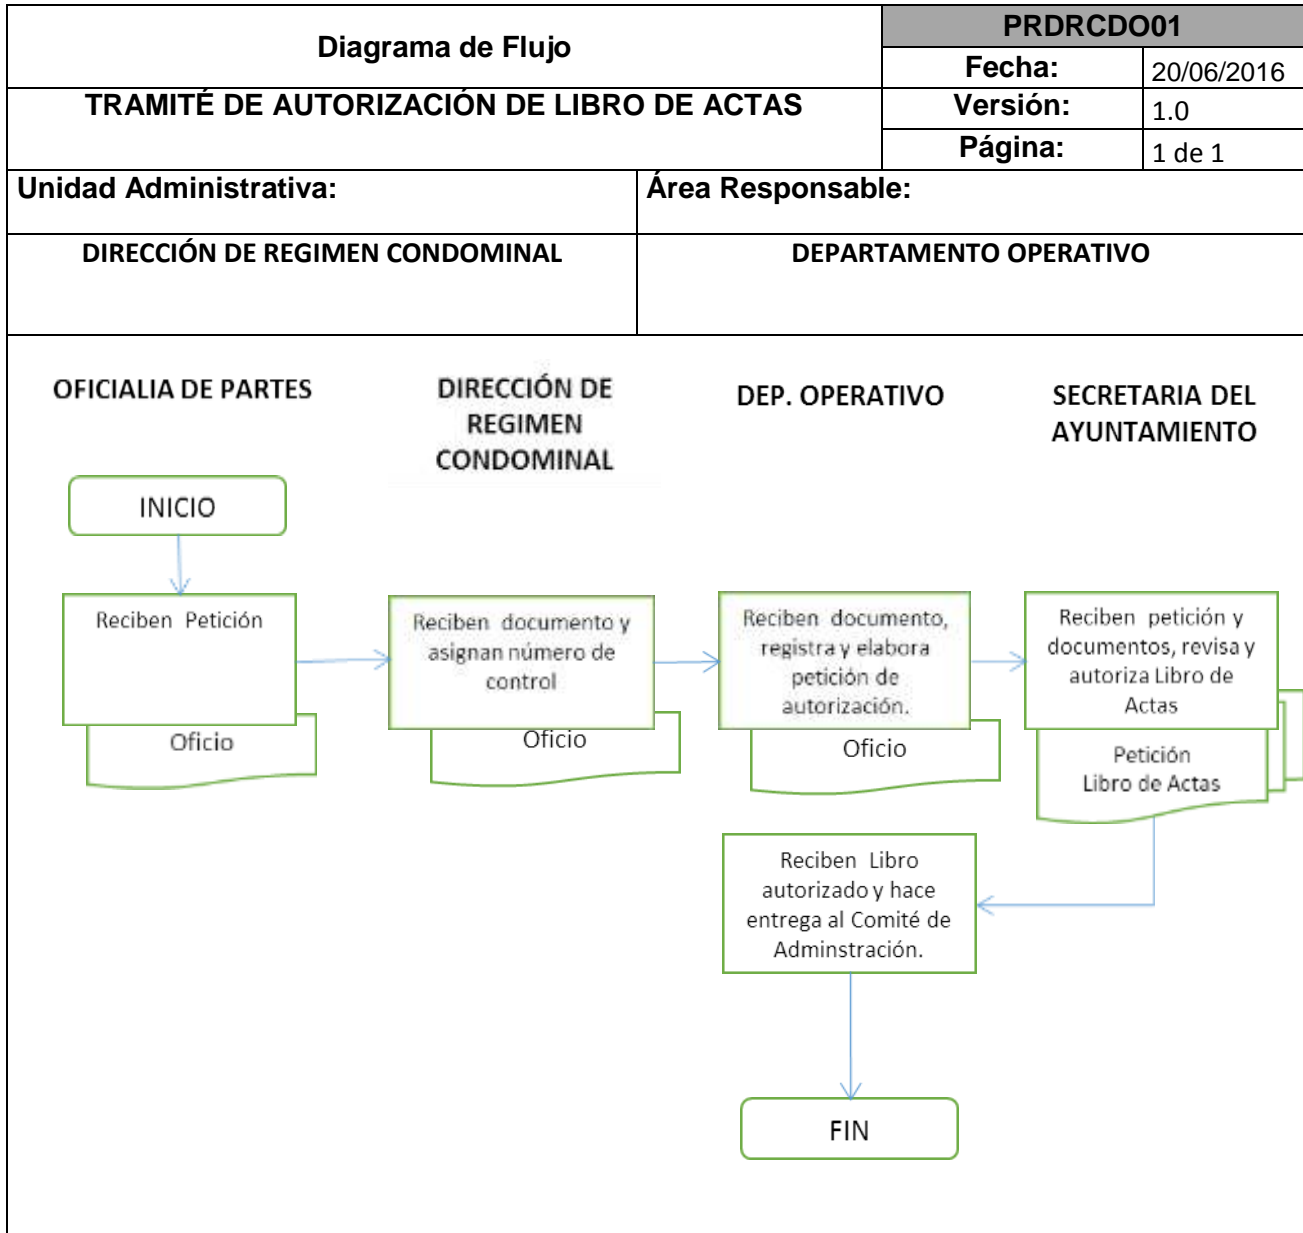 Diagrama de Flujo
PRDRCDO01
Fecha:
20/06/2016
TRAMITÉ DE AUTORIZACIÓN DE LIBRO DE ACTAS
Versión:
1.0
Página:
1 de 1
Unidad Administrativa:
Área Responsable:
DIRECCIÓN DE REGIMEN CONDOMINAL
DEPARTAMENTO OPERATIVO
OFICIALIA DE PARTES
DIRECCIÓN DE
REGIMEN
CONDOMINAL
DEP. OPERATIVO
SECRETARIA DEL
AYUNTAMIENTO
INICIO
Reciben Petición
Oficio
Reciben documento y
asignan número de
control
Oficio
Reciben documento,
registra y elabora
petición de
autorización.
Oficio
Reciben petición y
documentos, revisa y
autoriza Libro de
Actas
Petición
Libro de Actas
Reciben Libro
autorizado y hace
entrega al Comité de
Adminstración.
FIN